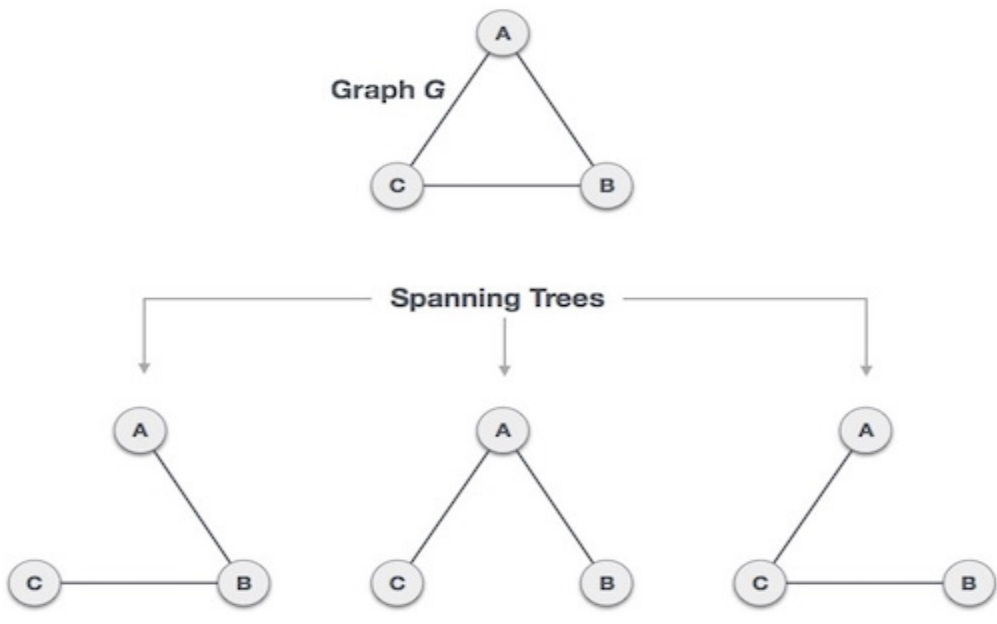 A
Graph G
C B
Spanning Trees
A A A
C B C B C B